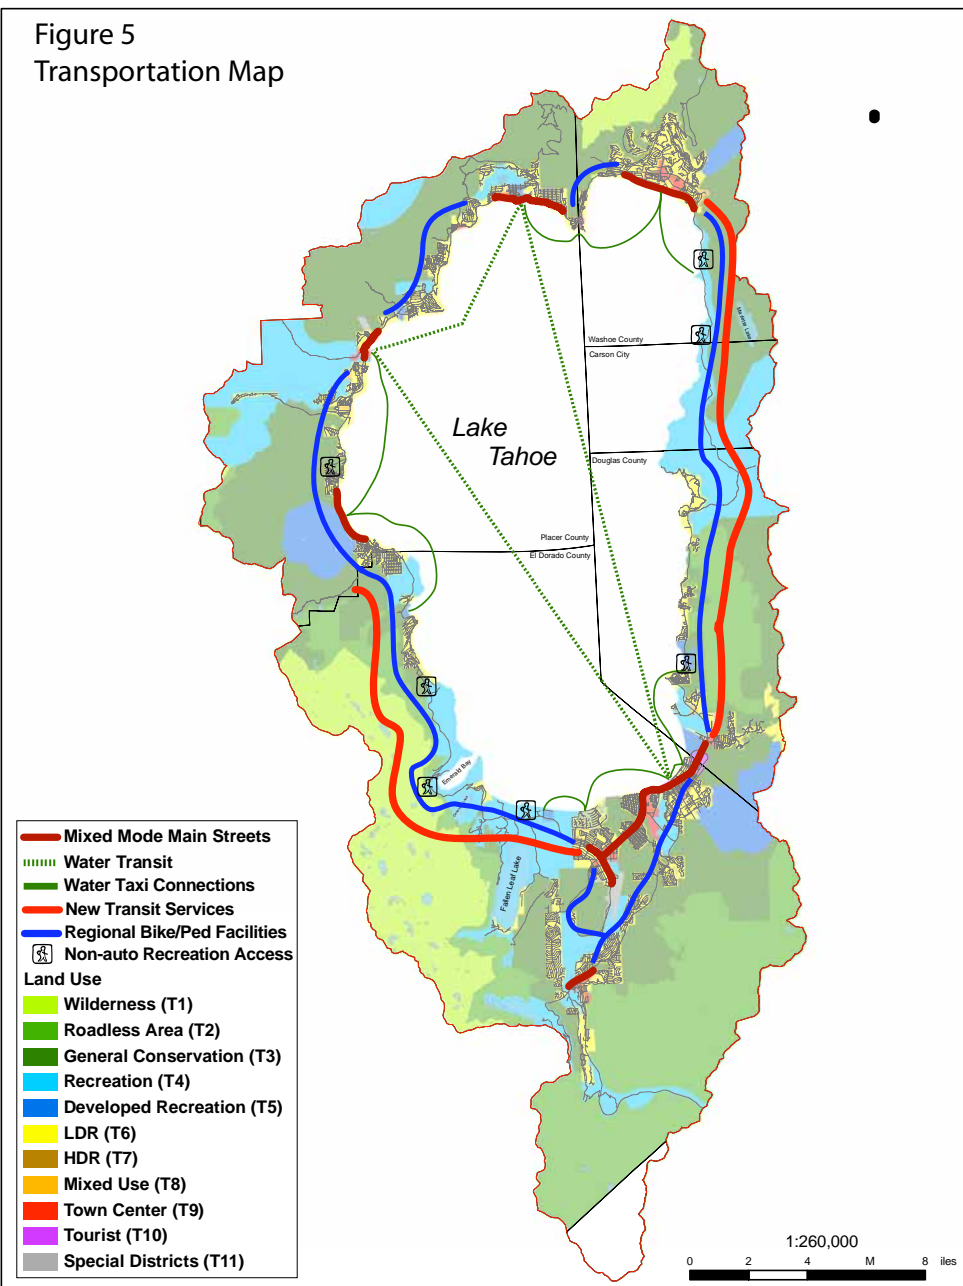 Figure 5
Transportation Map
Marlette Lake
Washoe County
Carson City
Lake
Tahoe
Douglas County
Placer County
El Dorado County
Emerald Bay
Fallen Leaf Lake
Mixed Mode Main Streets
Water Transit
Water Taxi Connections
New Transit Services
Regional Bike/Ped Facilities
Non-auto Recreation Access
Land Use
Wilderness (T1)
Roadless Area (T2)
General Conservation (T3)
Recreation (T4)
Developed Recreation (T5)
LDR (T6)
HDR (T7)
Mixed Use (T8)
Town Center (T9)
Tourist (T10)
Special Districts (T11)
1:260,000
0 2 4 M 8 iles